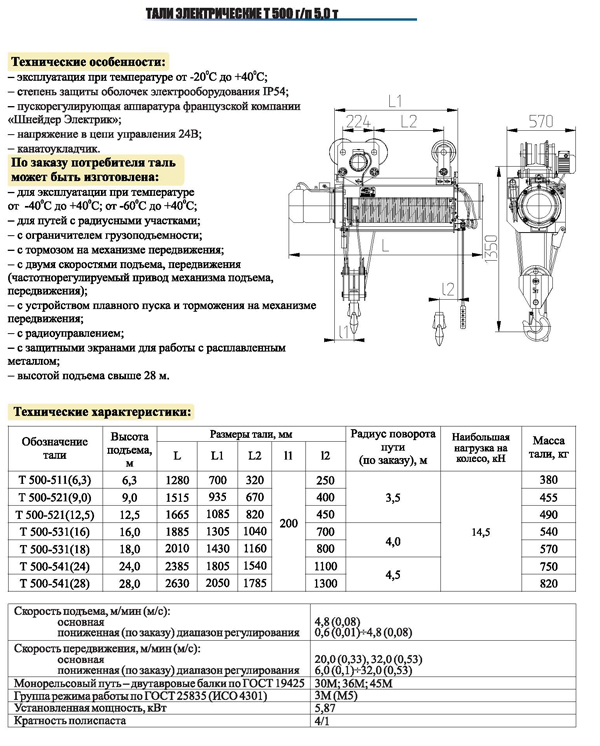 ТАЛИ ЭЛЕКТРИЧЕСКИЕ Т 500 г/п 5,0 т
Технические особенности:
– эксплуатация при температуре от -20⁰С до +40⁰С;
– степень защиты оболочек электрооборудования IP54;
– пускорегулирующая аппаратура французской компании
«Шнейдер Электрик»;
– напряжение в цепи управления 24В;
– канатоукладчик.
По заказу потребителя таль
может быть изготовлена:
– для эксплуатации при температуре
от -40⁰С до +40⁰С; от -60⁰С до +40⁰С;
– для путей с радиусными участками;
– с ограничителем грузоподъемности;
– с тормозом на механизме передвижения;
– с двумя скоростями подъема, передвижения
(частотнорегулируемый привод механизма подъема,
передвижения);
– с устройством плавного пуска и торможения на механизме
передвижения;
– с радиоуправлением;
– с защитными экранами для работы с расплавленным
металлом;
– высотой подъема свыше 28 м.
L1
224 L2
570
L
1350
l2
l1
Технические характеристики:
Обозначение тали Высота подъема, м Размеры тали, мм Радиус поворота пути (по заказу), м Наибольшая нагрузка на колесо, кН Масса тали, кг
L L1 L2 l1 l2
Т 500-511(6,3) 6,3 1280 700 320 200 250 3,5 14,5 380
Т 500-521(9,0) 9,0 1515 935 670 400 455
Т 500-521(12,5) 12,5 1665 1085 820 450 490
Т 500-531(16) 16,0 1885 1305 1040 700 4,0 540
Т 500-531(18) 18,0 2010 1430 1160 800 570
Т 500-541(24) 24,0 2385 1805 1540 1100 4,5 750
Т 500-541(28) 28,0 2630 2050 1785 1300 820
Скорость подъема, м/мин (м/с):
основная 4,8 (0,08)
пониженная (по заказу) диапазон регулирования 0,6 (0,01)÷4,8 (0,08)
Скорость передвижения, м/мин (м/с):
основная 20,0 (0,33), 32,0 (0,53)
пониженная (по заказу) диапазон регулирования 6,0 (0,1)÷32,0 (0,53)
Монорельсовый путь – двутавровые балки по ГОСТ 19425 30М; 36М; 45М
Группа режима работы по ГОСТ 25835 (ИСО 4301) 3М (М5)
Установленная мощность, кВт 5,87
Кратность полиспаста 4/1